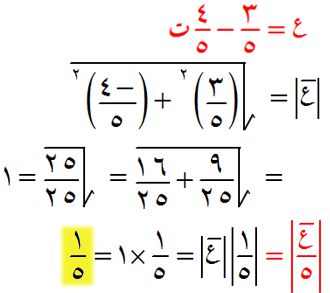 ع = ٣/٥ − ٤/٥ ت
|ع̅| = √((٣/٥)^٢ + (−٤/٥)^٢)
= √(٩/٢٥ + ١٦/٢٥) = √(٢٥/٢٥) = ١
|ع̅/٥| = |١/٥| |ع̅| = ١/٥ × ١ = ١/٥